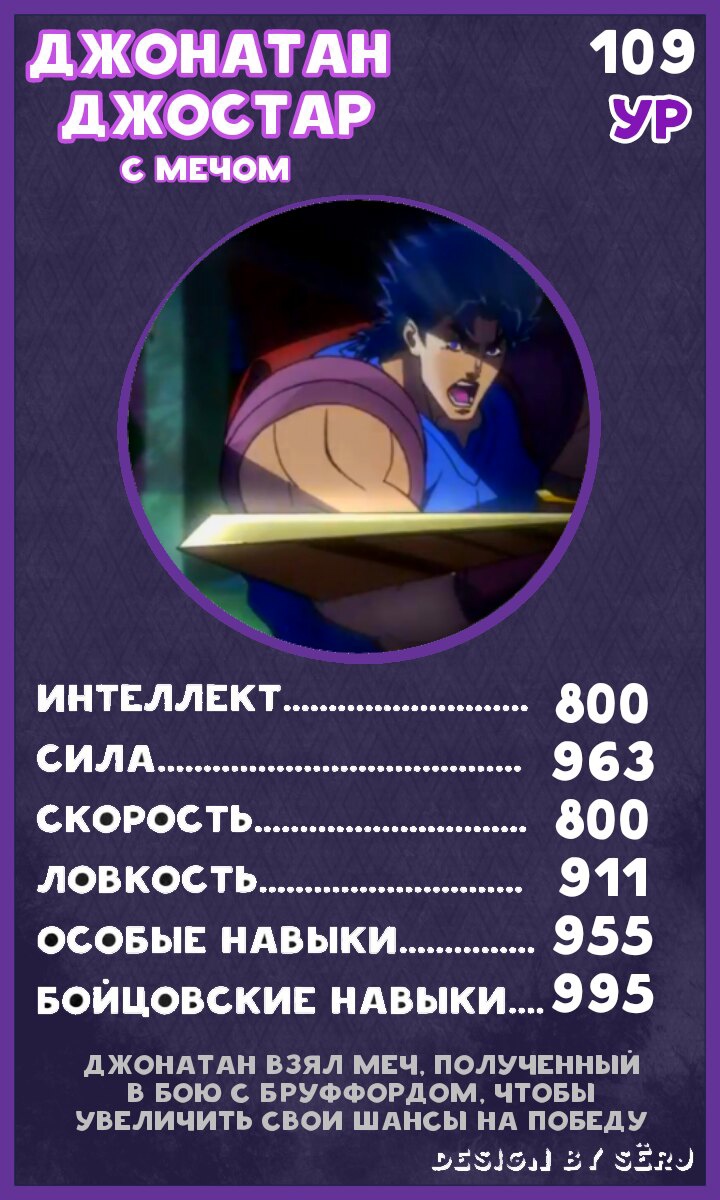 ДЖОНАТАН
ДЖОСТАР
С МЕЧОМ
109
УР
ИНТЕЛЛЕКТ........................... 800
СИЛА........................................ 963
СКОРОСТЬ.............................. 800
ЛОВКОСТЬ............................. 911
ОСОБЫЕ НАВЫКИ............... 955
БОЙЦОВСКИЕ НАВЫКИ.... 995
ДЖОНАТАН ВЗЯЛ МЕЧ, ПОЛУЧЕННЫЙ
В БОЮ С БРУФФОРДОМ, ЧТОБЫ
УВЕЛИЧИТЬ СВОИ ШАНСЫ НА ПОБЕДУ
DESIGN BY SЁRJ